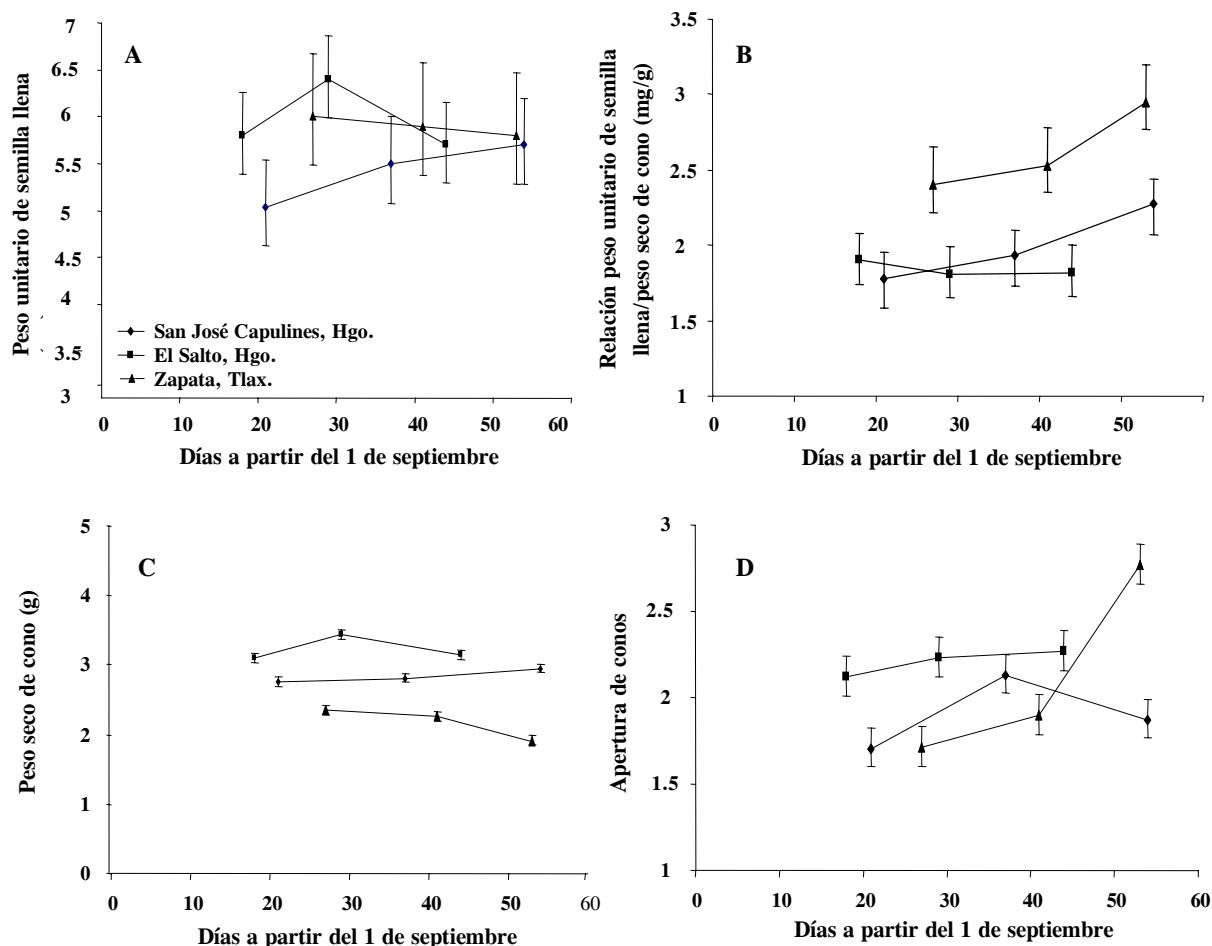 A
Peso unitario de semilla llena
7
6.5
6
5.5
5
4.5
4
3.5
3
San José Capulines, Hgo.
El Salto, Hgo.
Zapata, Tlax.
0 10 20 30 40 50 60
Días a partir del 1 de septiembre
B
Relación peso unitario de semilla
llena/peso seco de cono (mg/g)
3.5
3
2.5
2
1.5
1
0 10 20 30 40 50
Días a partir del 1 de septiembre
C
Peso seco de cono (g)
5
4
3
2
1
0
0 10 20 30 40 50 60
Días a partir del 1 de septiembre
D
Apertura de conos
3
2.5
2
1.5
1
0 10 20 30 40 50 60
Días a partir del 1 de septiembre